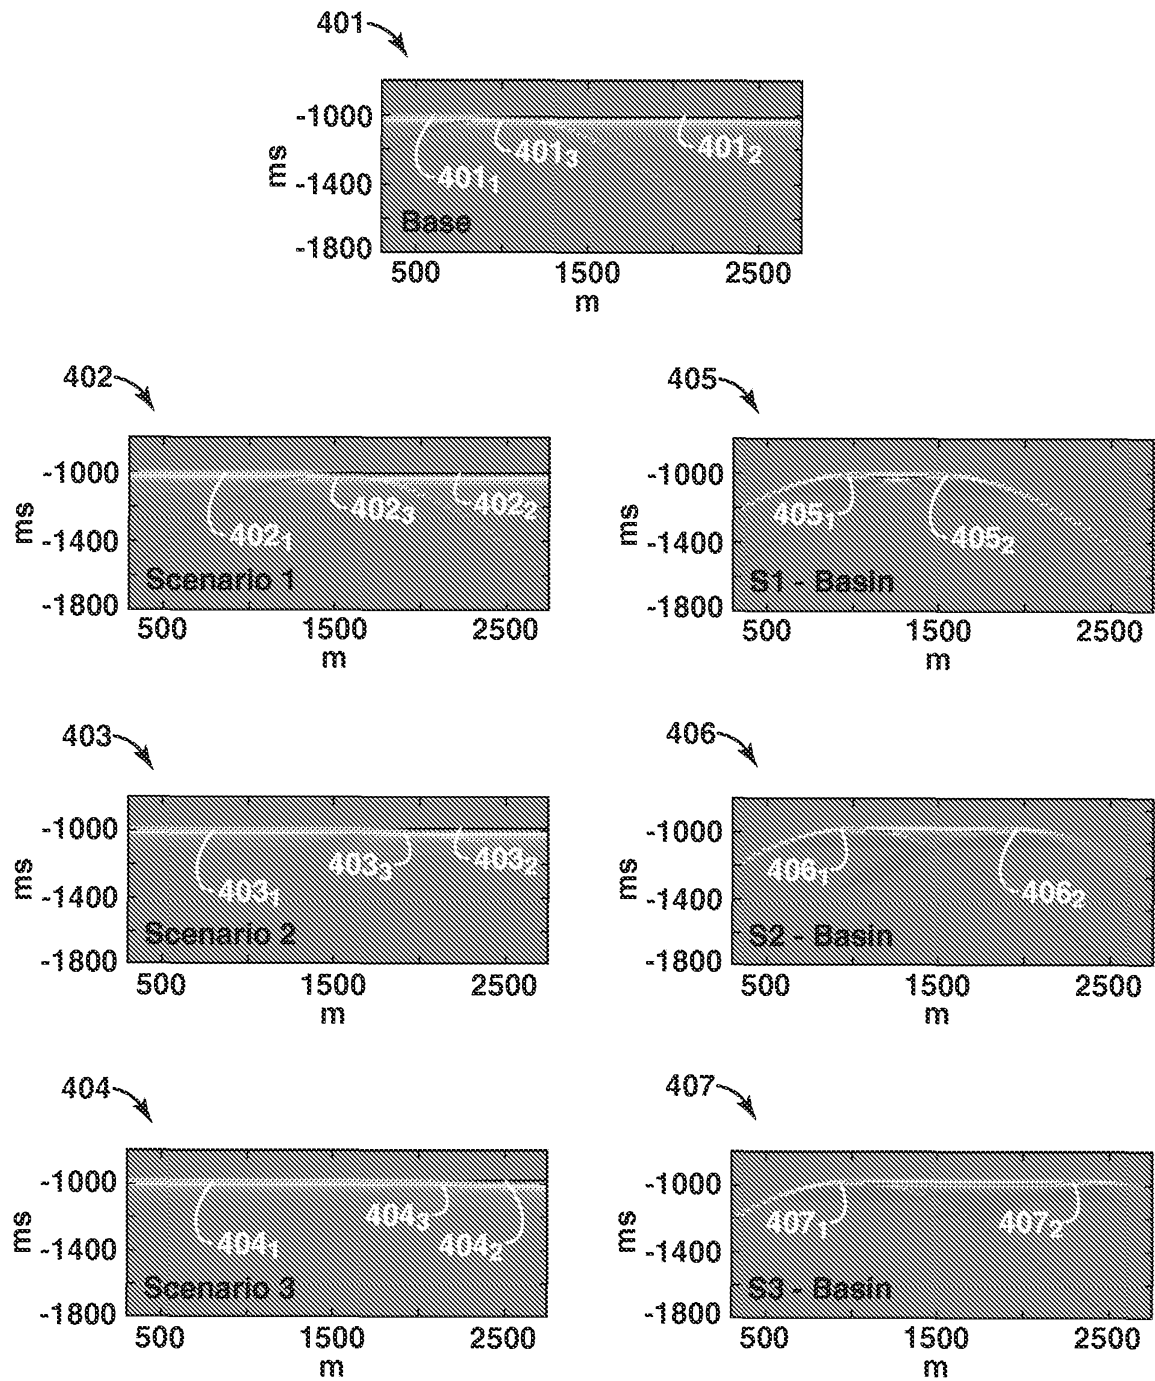 401
-1000
-1400
-1800
ms
401₁
401₃
401₂
Base
500 1500 2500
m
402
-1000
-1400
-1800
ms
402₁
402₃
402₂
Scenario 1
500 1500 2500
m
405
-1000
-1400
-1800
ms
405₁
405₂
S1 - Basin
500 1500 2500
m
403
-1000
-1400
-1800
ms
403₁
403₃
403₂
Scenario 2
500 1500 2500
m
406
-1000
-1400
-1800
ms
406₁
406₂
S2 - Basin
500 1500 2500
m
404
-1000
-1400
-1800
ms
404₁
404₃
404₂
Scenario 3
500 1500 2500
m
407
-1000
-1400
-1800
ms
407₁
407₂
S3 - Basin
500 1500 2500
m